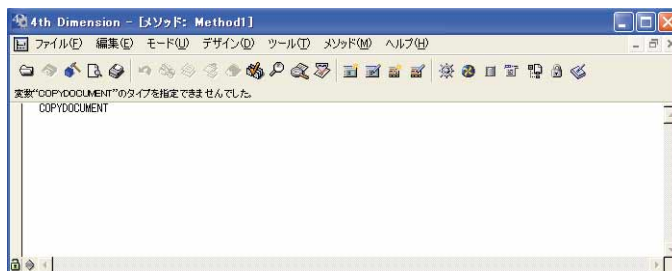 4th Dimension - [メソッド: Method1]
ファイル(F) 編集(E) モード(U) デザイン(D) ツール(T) メソッド(M) ヘルプ(H)
変数"COPYDOCUMENT"のタイプを指定できませんでした。
COPYDOCUMENT